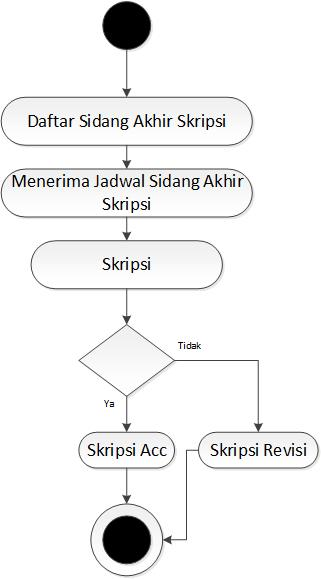 Daftar Sidang Akhir Skripsi
Menerima Jadwal Sidang Akhir
Skripsi
Skripsi
Tidak
Ya
Skripsi Acc
Skripsi Revisi